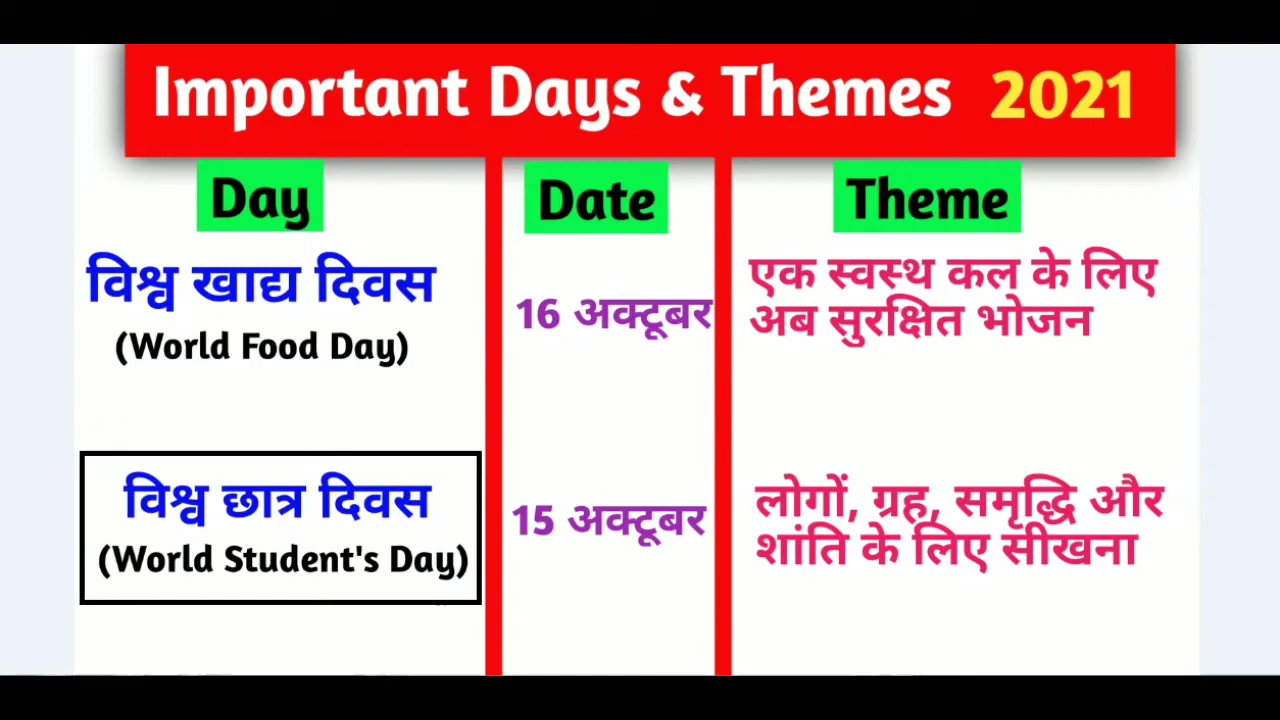 Important Days & Themes 2021
Day
Date
Theme
विश्व खाद्य दिवस
(World Food Day)
16 अक्टूबर
एक स्वस्थ कल के लिए
अब सुरक्षित भोजन
विश्व छात्र दिवस
(World Student's Day)
15 अक्टूबर
लोगों, ग्रह, समृद्धि और
शांति के लिए सीखना